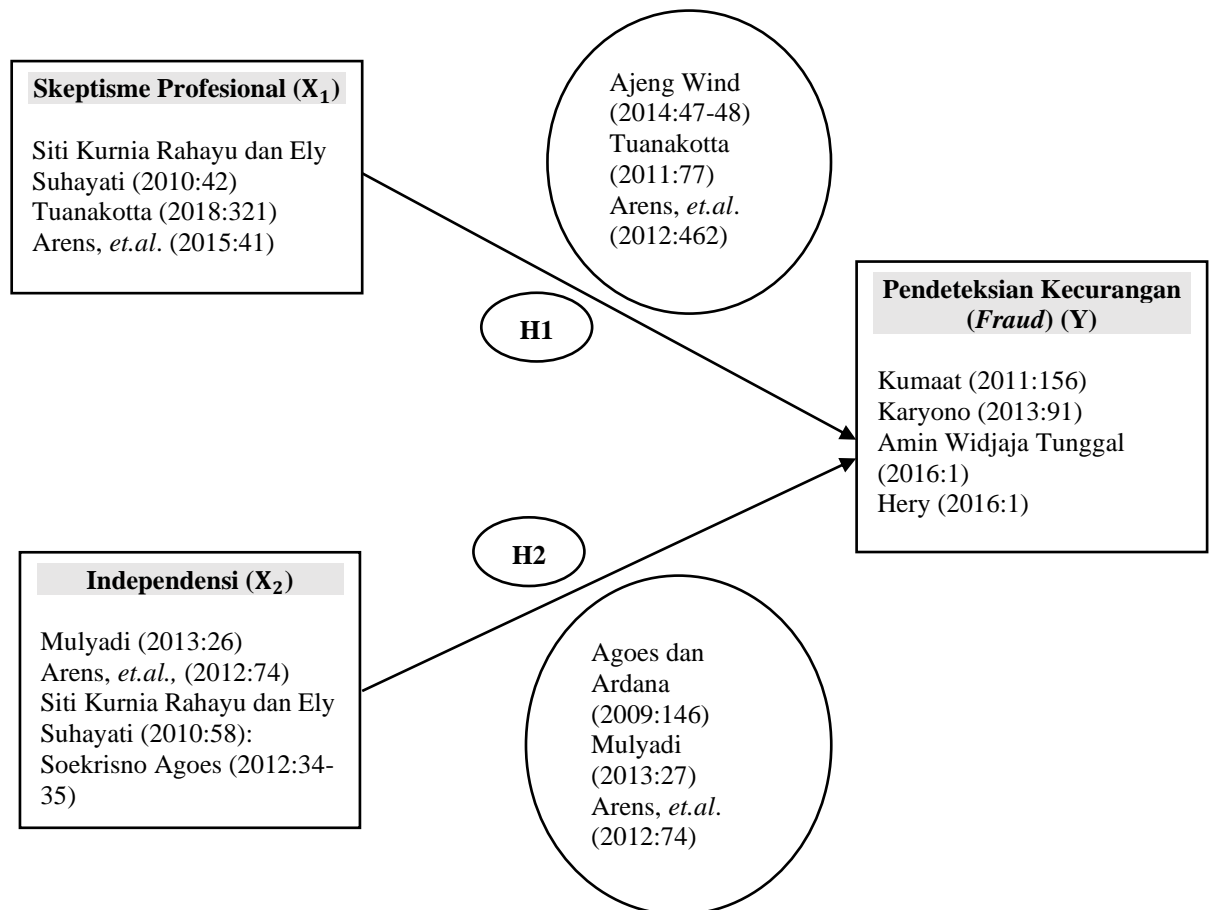 Skeptisme Profesional (X₁)
Siti Kurnia Rahayu dan Ely
Suhayati (2010:42)
Tuanakotta (2018:321)
Arens, et.al. (2015:41)
Ajeng Wind
(2014:47-48)
Tuanakotta
(2011:77)
Arens, et.al.
(2012:462)
H1
Pendeteksian Kecurangan
(Fraud) (Y)
Kumaat (2011:156)
Karyono (2013:91)
Amin Widjaja Tunggal
(2016:1)
Hery (2016:1)
Independensi (X₂)
Mulyadi (2013:26)
Arens, et.al., (2012:74)
Siti Kurnia Rahayu dan Ely
Suhayati (2010:58):
Soekrisno Agoes (2012:34-
35)
H2
Agoes dan
Ardana
(2009:146)
Mulyadi
(2013:27)
Arens, et.al.
(2012:74)